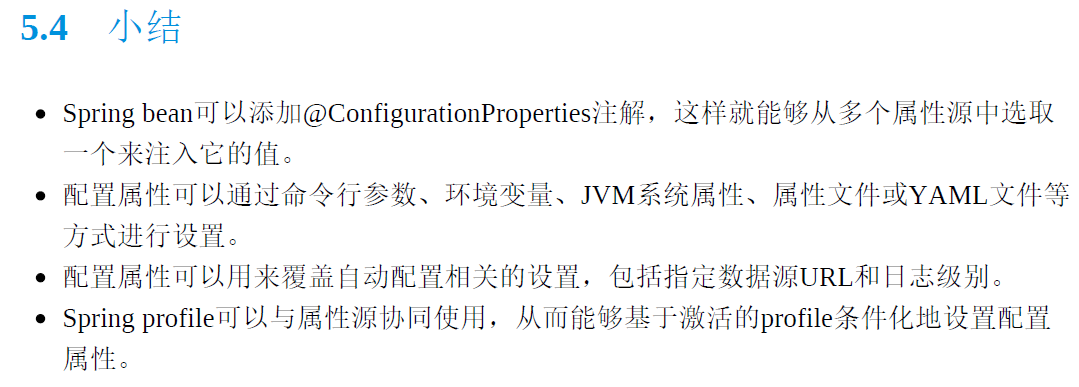 5.4 小结
• Spring bean可以添加@ConfigurationProperties注解，这样就能够从多个属性源中选取
一个来注入它的值。
• 配置属性可以通过命令行参数、环境变量、JVM系统属性、属性文件或YAML文件等
方式进行设置。
• 配置属性可以用来覆盖自动配置相关的设置，包括指定数据源URL和日志级别。
• Spring profile可以与属性源协同使用，从而能够基于激活的profile条件化地设置配置
属性。